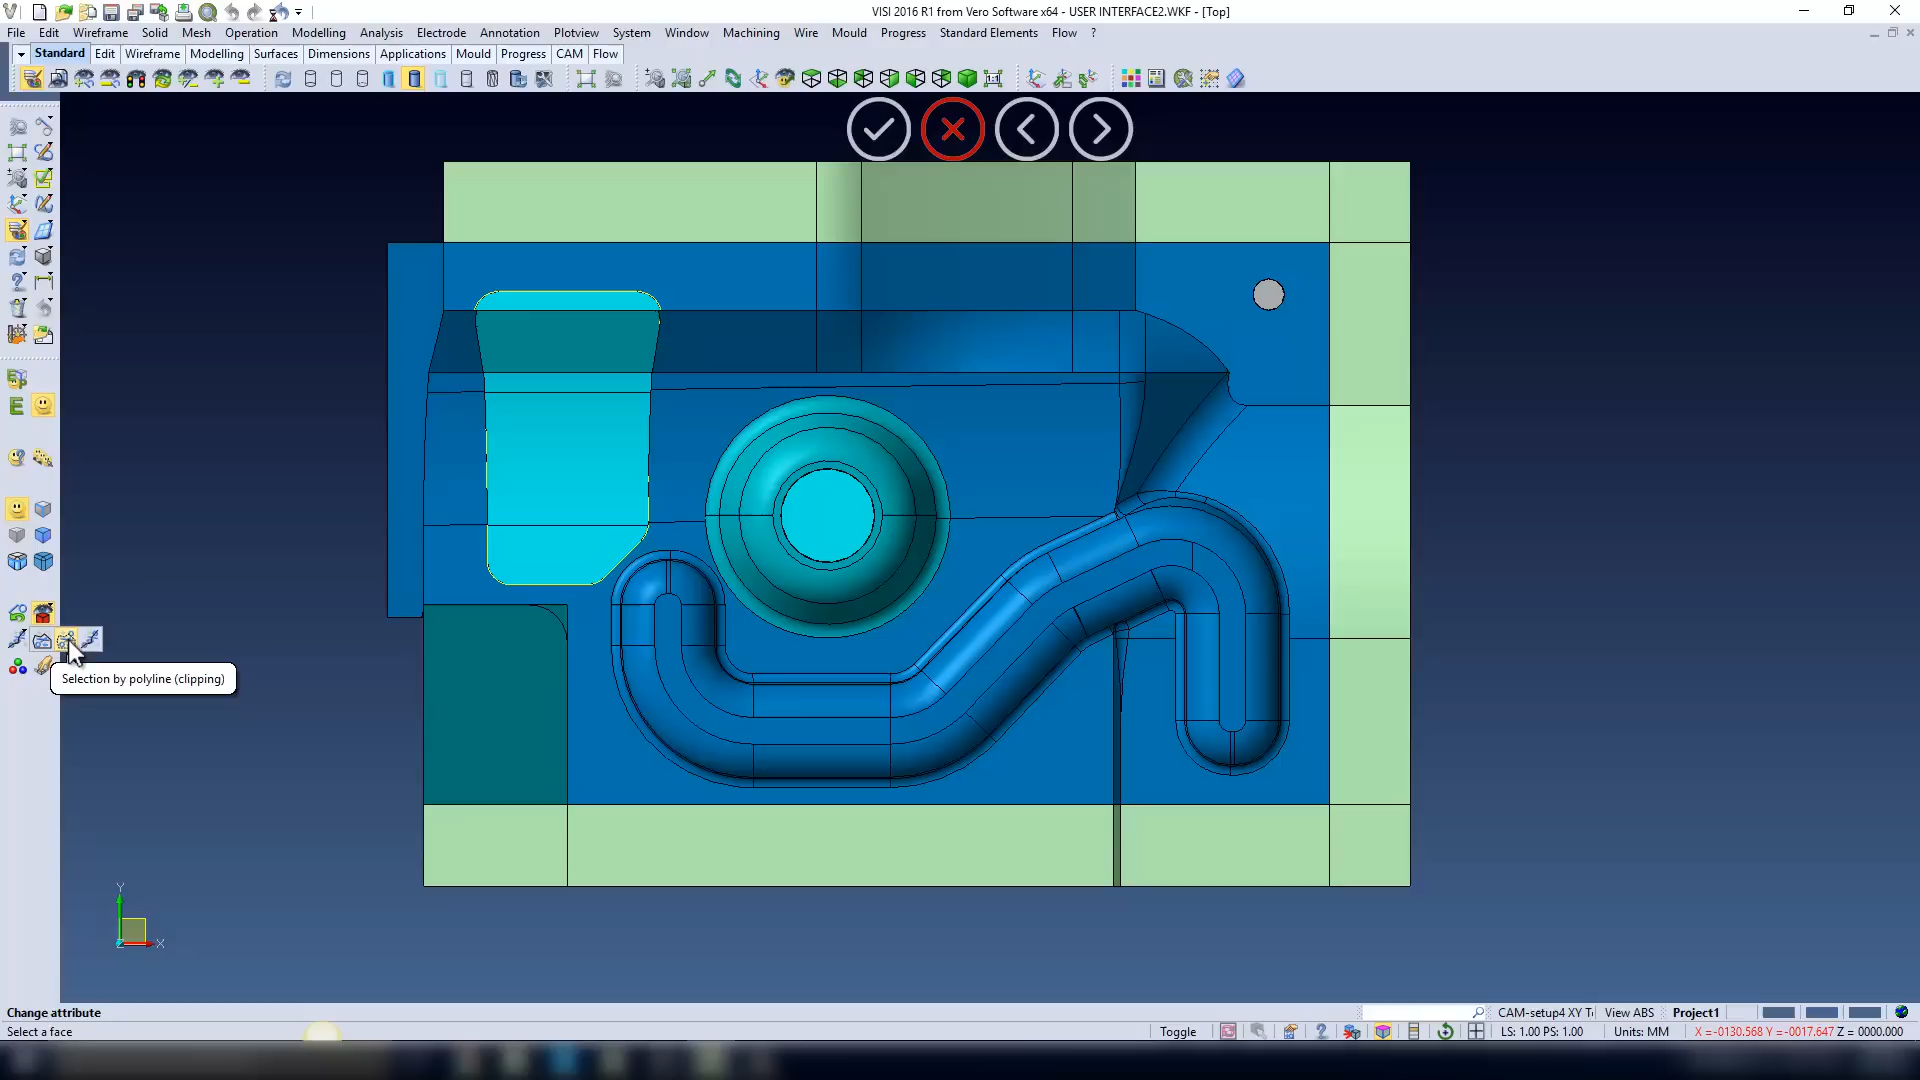 VISI 2016 R1 from Vero Software x64 - USER INTERFACE2.WKF - [Top]
File Edit Wireframe Solid Mesh Operation Modelling Analysis Electrode Annotation Plotview System Window Machining Wire Mould Progress Standard Elements Flow ?
Standard Edit Wireframe Modelling Surfaces Dimensions Applications Mould Progress CAM Flow
1:1
Selection by polyline (clipping)
Y
X
Change attribute
CAM-setup4 XY T View ABS Project1
Select a face
Toggle LS: 1.00 PS: 1.00 Units: MM X =-0130.568 Y =-0017.647 Z = 0000.000